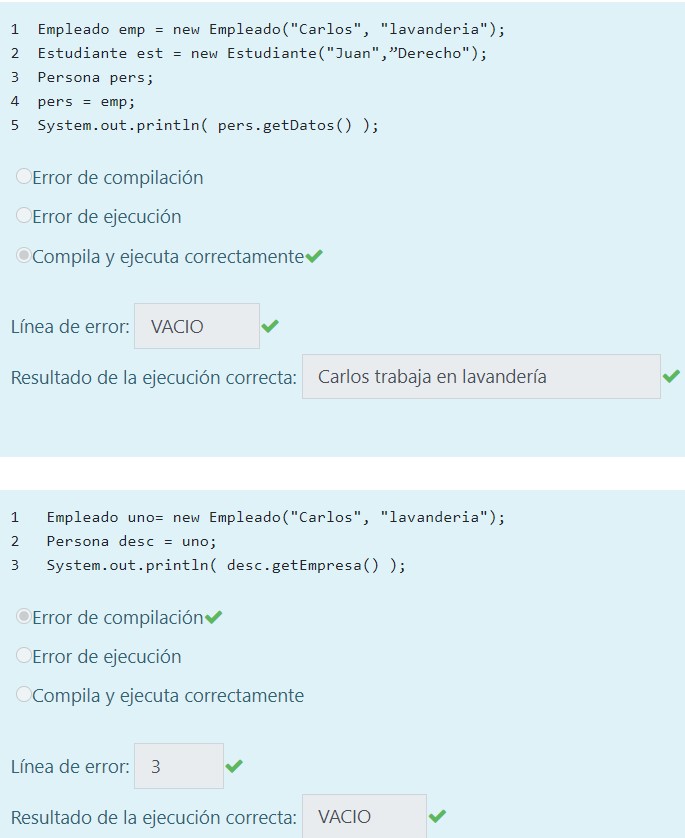 1 Empleado emp = new Empleado("Carlos", "lavanderia");
2 Estudiante est = new Estudiante("Juan",”Derecho");
3 Persona pers;
4 pers = emp;
5 System.out.println( pers.getDatos() );
Error de compilación
Error de ejecución
Compila y ejecuta correctamente
Línea de error: VACIO
Resultado de la ejecución correcta: Carlos trabaja en lavandería
1 Empleado uno= new Empleado("Carlos", "lavanderia");
2 Persona desc = uno;
3 System.out.println( desc.getEmpresa() );
Error de compilación
Error de ejecución
Compila y ejecuta correctamente
Línea de error: 3
Resultado de la ejecución correcta: VACIO